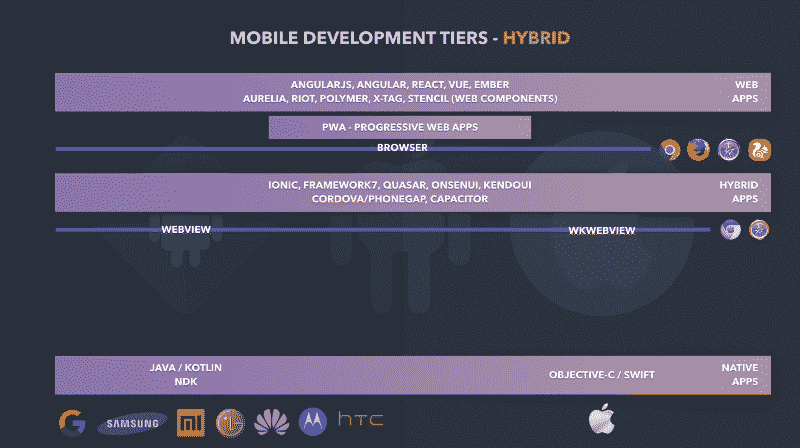 MOBILE DEVELOPMENT TIERS - HYBRID
ANGULARJS, ANGULAR, REACT, VUE, EMBER
AURELIA, RIOT, POLYMER, X-TAG, STENCIL (WEB COMPONENTS)
WEB
APPS
PWA - PROGRESSIVE WEB APPS
BROWSER
IONIC, FRAMEWORK7, QUASAR, ONSENUI, KENDOUI
CORDOVA/PHONEGAP, CAPACITOR
HYBRID
APPS
WEBVIEW
WKWEBVIEW
JAVA / KOTLIN
NDK
OBJECTIVE-C / SWIFT
NATIVE
APPS
G
SAMSUNG
MI
LG
HTC